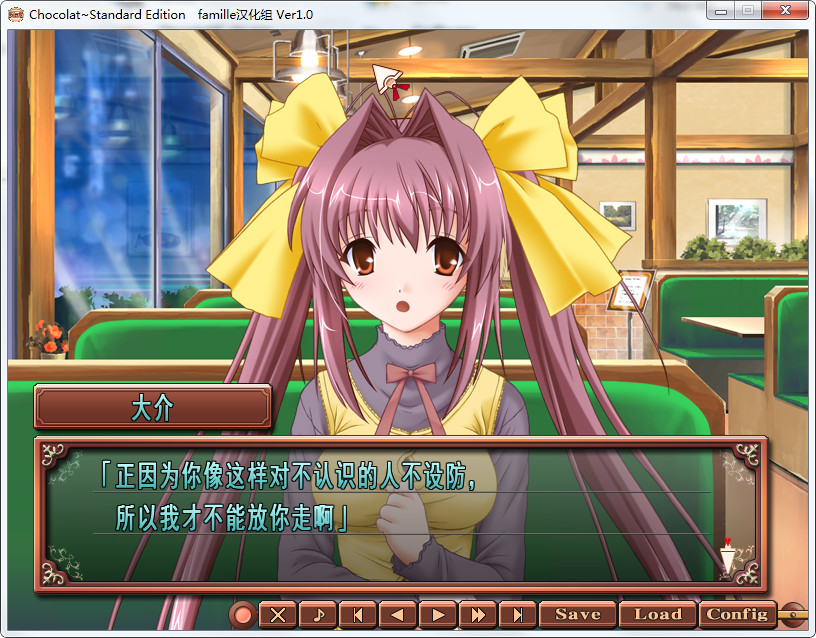 Chocolat~Standard Edition famille汉化组 Ver1.0
大介
「正因为你像这样对不认识的人不设防,
所以我才不能放你走啊」
Save Load Config